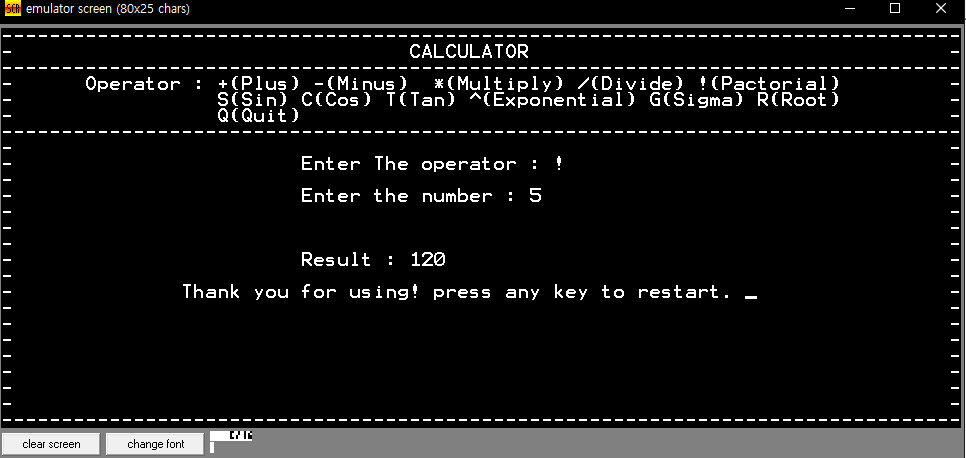 emulator screen (80x25 chars)
CALCULATOR
Operator : +(Plus) -(Minus) *(Multiply) /(Divide) !(Pactorial)
S(Sin) C(Cos) T(Tan) ^(Exponential) G(Sigma) R(Root)
Q(Quit)
Enter The operator : !
Enter the number : 5
Result : 120
Thank you for using! press any key to restart. _
clear screen
change font